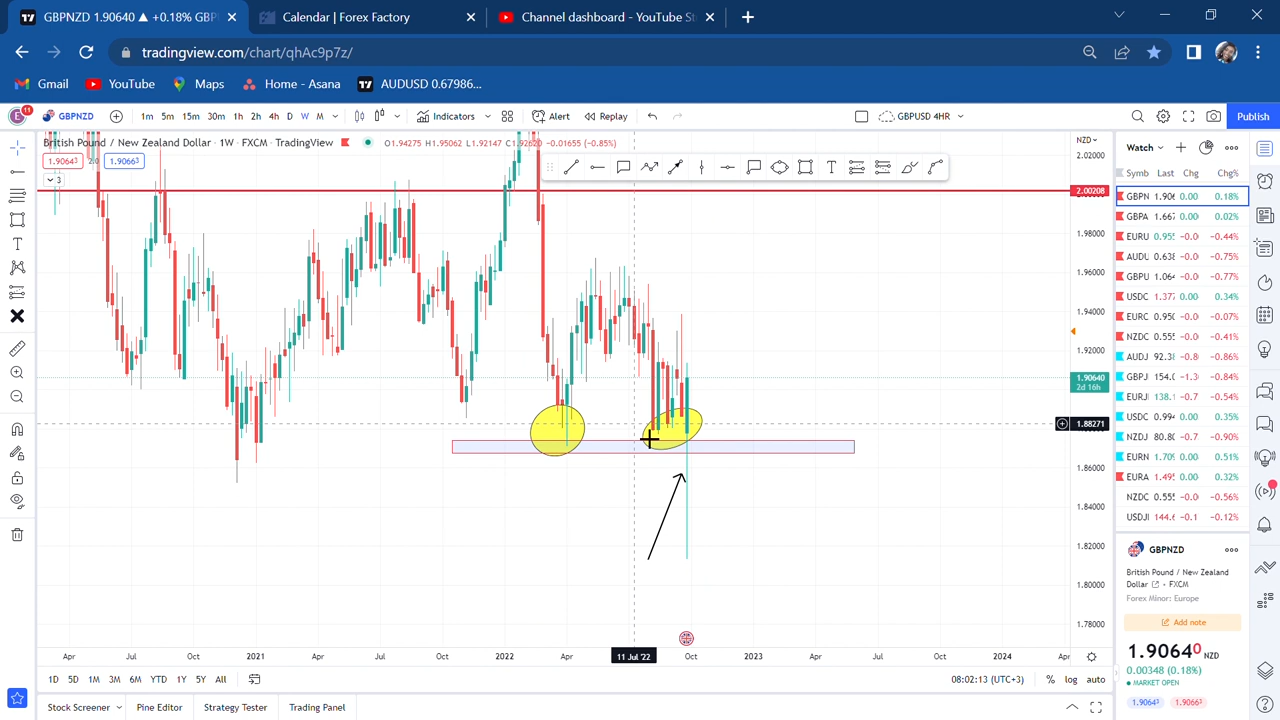 GBPNZD 1.90640 ▲ +0.18% GBP
Calendar | Forex Factory
Channel dashboard - YouTube St
tradingview.com/chart/qhAc9p7z/
Gmail YouTube Maps Home - Asana AUDUSD 0.67986...
E 11 GBPNZD 1m 5m 15m 30m 1h 2h 4h D W M Indicators Alert Replay GBPUSD 4HR Publish
British Pound / New Zealand Dollar · 1W · FXCM · TradingView O1.94275 H1.95062 L1.92147 C1.92620 -0.01655 (-0.85%)
1.90643 2.0 1.90663
3
NZD
2.02000
2.00208
1.98000
1.96000
1.94000
1.92000
1.90640
2d 16h
1.88271
1.86000
1.84000
1.82000
1.80000
1.78000
Apr Jul Oct 2021 Apr Jul Oct 2022 Apr 11 Jul '22 Oct 2023 Apr Jul Oct 2024 Apr
1D 5D 1M 3M 6M YTD 1Y 5Y All 08:02:13 (UTC+3) % log auto
Stock Screener Pine Editor Strategy Tester Trading Panel
Watch
Symb Last Chg Chg%
GBPN 1.906 0.00 0.18%
GBPA 1.667 0.00 0.02%
EURU 0.955 -0.0 -0.44%
AUDU 0.638 -0.0 -0.75%
GBPU 1.064 -0.0 -0.77%
USDC 1.377 0.00 0.34%
EURC 0.950 -0.0 -0.07%
NZDC 0.775 -0.0 -0.41%
AUDJ 92.38 -0.8 -0.86%
GBPJ 154.0 -1.3 -0.84%
EURJ 138.1 -0.7 -0.54%
USDC 0.994 0.00 0.35%
NZDJ 80.80 -0.7 -0.90%
EURN 1.709 0.00 0.51%
EURA 1.495 0.00 0.32%
NZDC 0.555 -0.0 -0.56%
USDJ 144.6 -0.1 -0.12%
GBPNZD
British Pound / New Zealand
Dollar · FXCM
Forex Minor: Europe
Add note
1.90640 NZD
0.00348 (0.18%)
MARKET OPEN
1.90643 1.90663